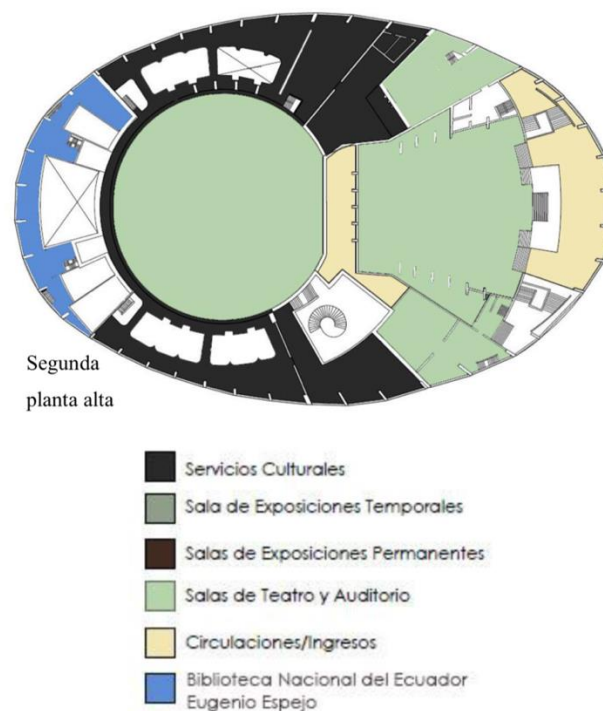 Segunda
planta alta
Servicios Culturales
Sala de Exposiciones Temporales
Salas de Exposiciones Permanentes
Salas de Teatro y Auditorio
Circulaciones/Ingresos
Biblioteca Nacional del Ecuador
Eugenio Espejo